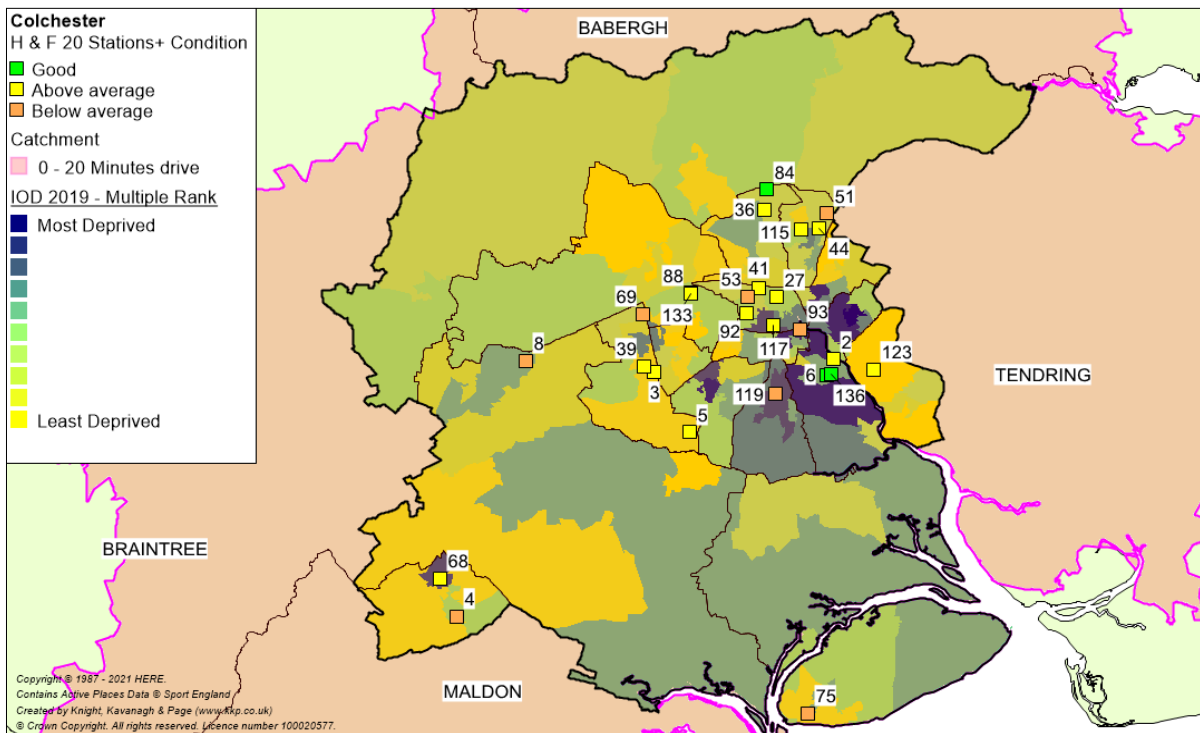 Colchester
H & F 20 Stations+ Condition
Good
Above average
Below average
Catchment
0 - 20 Minutes drive
IOD 2019 - Multiple Rank
Most Deprived
Least Deprived
BABERGH
84
51
36
115
44
88
53
41
27
69
133
93
92
8
117
2
123
39
6
TENDRING
3
119
136
5
BRAINTREE
68
4
MALDON
75
Copyright © 1987 - 2021 HERE.
Contains Active Places Data © Sport England
Created by Knight, Kavanagh & Page (www.kkp.co.uk)
© Crown Copyright. All rights reserved. Licence number 100020577.